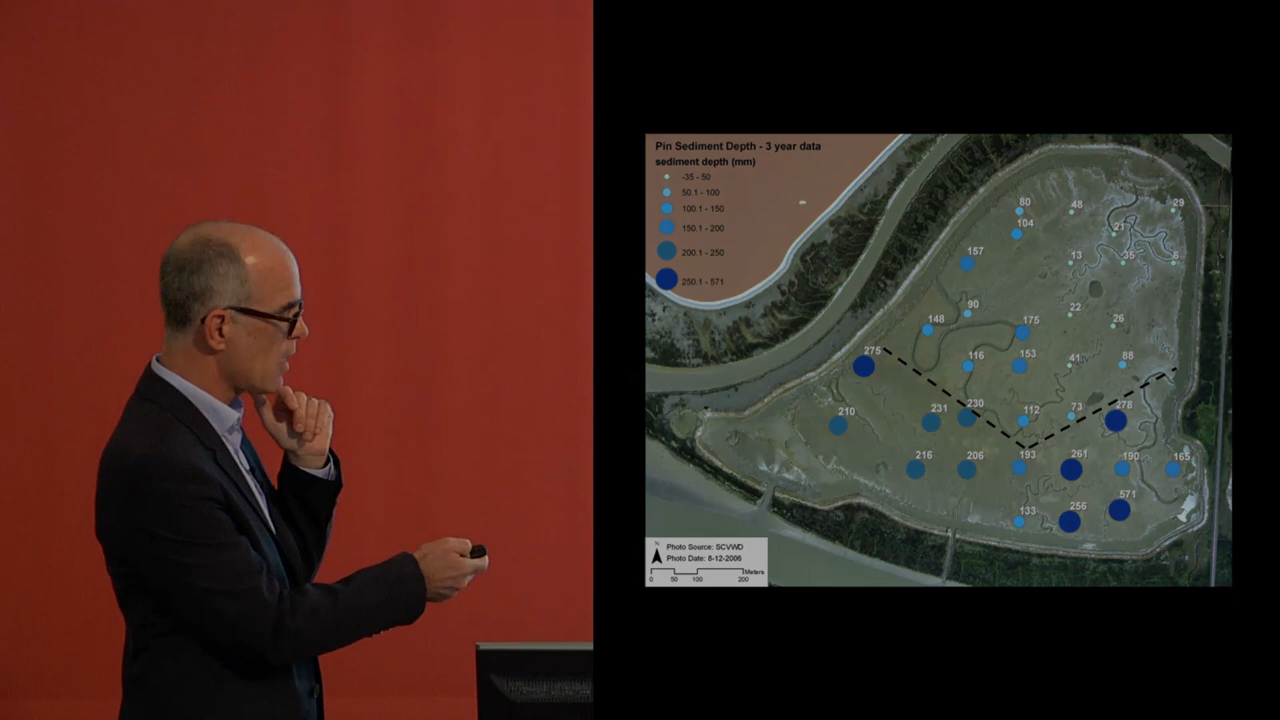 Pin Sediment Depth - 3 year data
sediment depth (mm)
-35 - 50
50.1 - 100
100.1 - 150
150.1 - 200
200.1 - 250
250.1 - 571
80
48
29
104
21
157
13
35
5
90
22
148
175
26
275
116
153
41
88
210
231
230
112
73
278
216
206
193
261
190
165
133
256
571
N
Photo Source: SCVWD
Photo Date: 8-12-2006
Meters
0 50 100 200